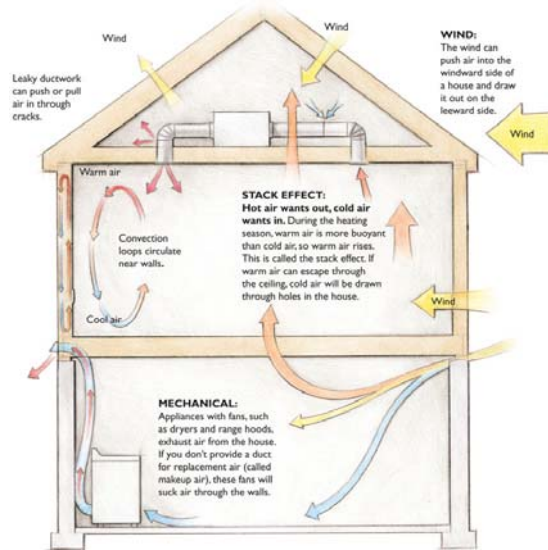 Wind
Wind
WIND:
The wind can
push air into the
windward side of
a house and draw
it out on the
leeward side.
Leaky ductwork
can push or pull
air in through
cracks.
Wind
Warm air
STACK EFFECT:
Hot air wants out, cold air
wants in. During the heating
season, warm air is more buoyant
than cold air, so warm air rises.
This is called the stack effect. If
warm air can escape through
the ceiling, cold air will be drawn
through holes in the house.
Convection
loops circulate
near walls.
Wind
Cool air
MECHANICAL:
Appliances with fans, such
as dryers and range hoods,
exhaust air from the house.
If you don't provide a duct
for replacement air (called
makeup air), these fans will
suck air through the walls.